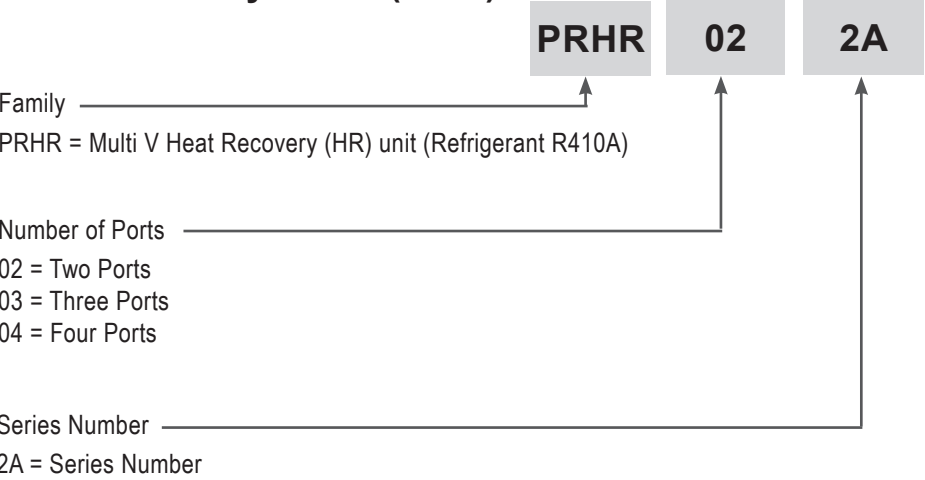 PRHR 02 2A
Family
PRHR = Multi V Heat Recovery (HR) unit (Refrigerant R410A)
Number of Ports
02 = Two Ports
03 = Three Ports
04 = Four Ports
Series Number
2A = Series Number